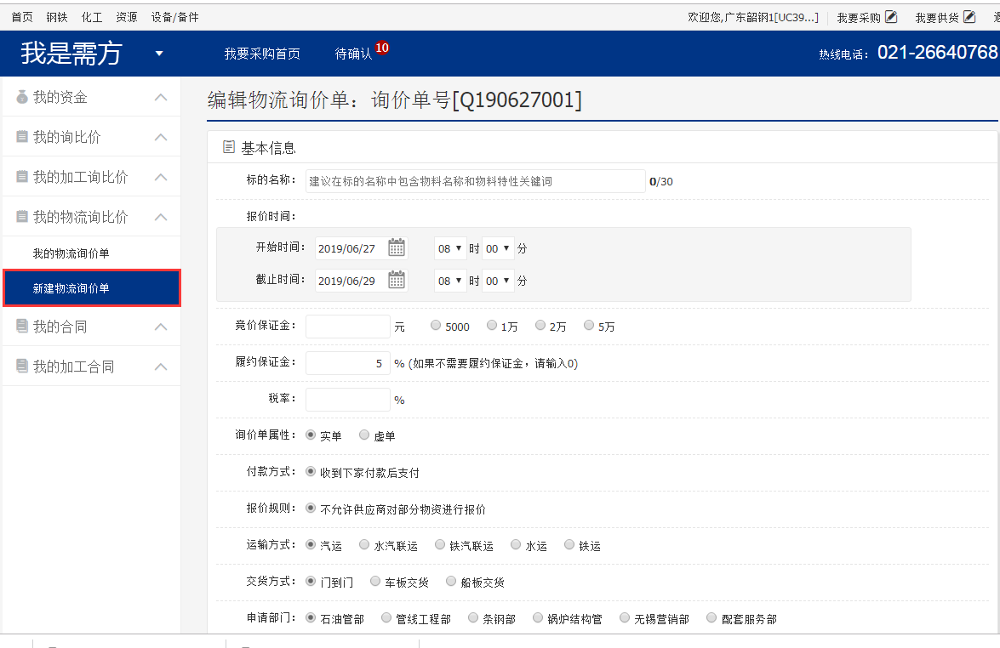 首页 钢铁 化工 资源 设备/备件 欢迎您,广东韶钢1[UC39...] 我要采购 我要供货
我是需方 我要采购首页 待确认 10 热线电话: 021-26640768
我的资金
我的询比价
我的加工询比价
我的物流询比价
我的物流询价单
新建物流询价单
我的合同
我的加工合同
编辑物流询价单：询价单号[Q190627001]
基本信息
标的名称: 建议在标的名称中包含物料名称和物料特性关键词 0/30
报价时间:
开始时间: 2019/06/27 08 时 00 分
截止时间: 2019/06/29 08 时 00 分
竞价保证金: 元 5000 1万 2万 5万
履约保证金: 5 % (如果不需要履约保证金，请输入0)
税率: %
询价单属性: 实单 虚单
付款方式: 收到下家付款后支付
报价规则: 不允许供应商对部分物资进行报价
运输方式: 汽运 水汽联运 铁汽联运 水运 铁运
交货方式: 门到门 车板交货 船板交货
申请部门: 石油管部 管线工程部 条钢部 锅炉结构管 无锡营销部 配套服务部